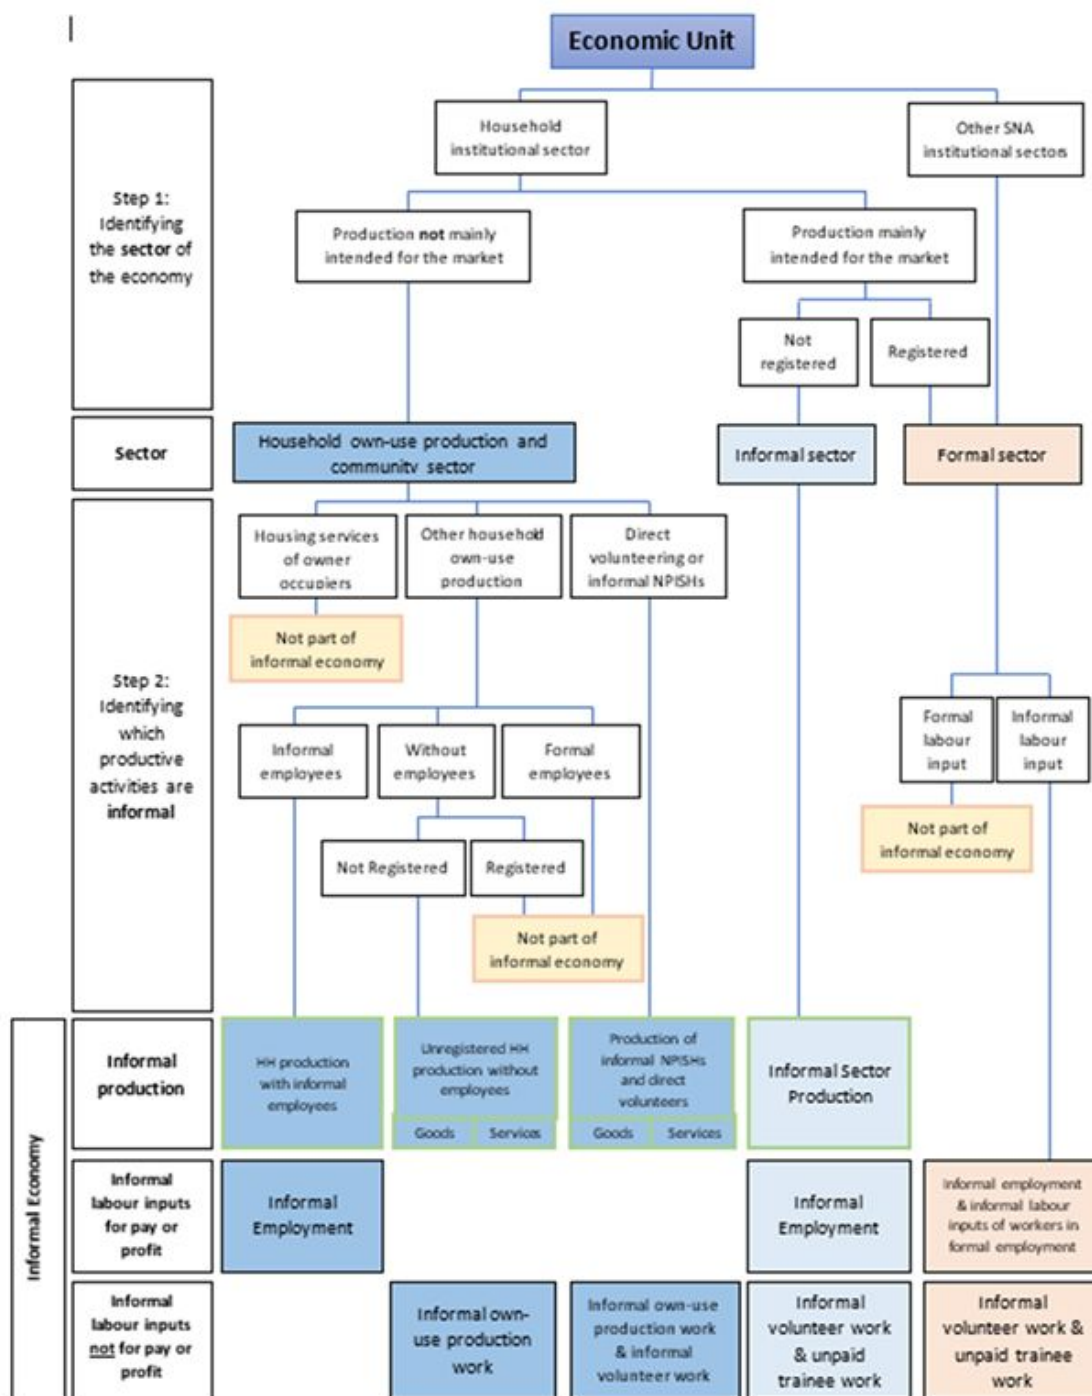 Economic Unit
Household
institutional sector
Other SNA
institutional sectors
Step 1:
Identifying
the sector of
the economy
Production not mainly
intended for the market
Production mainly
intended for the market
Not
registered
Registered
Sector
Household own-use production and
community sector
Informal sector
Formal sector
Step 2:
Identifying
which
productive
activities are
informal
Housing services
of owner
occupiers
Other household
own-use
production
Direct
volunteering or
informal NPISHs
Not part of
informal economy
Informal
employees
Without
employees
Formal
employees
Formal
labour
input
Informal
labour
input
Not part of
informal economy
Not Registered
Registered
Not part of
informal economy
Informal Economy
Informal
production
HH production
with informal
employees
Unregistered HH
production without
employees
Goods
Services
Production of
informal NPISHs
and direct
volunteers
Goods
Services
Informal Sector
Production
Informal
labour inputs
for pay or
profit
Informal
Employment
Informal
Employment
Informal employment
& informal labour
inputs of workers in
formal employment
Informal
labour inputs
not for pay or
profit
Informal own-
use production
work
Informal own-use
production work
& informal
volunteer work
Informal
volunteer work
& unpaid
trainee work
Informal
volunteer work &
unpaid trainee
work